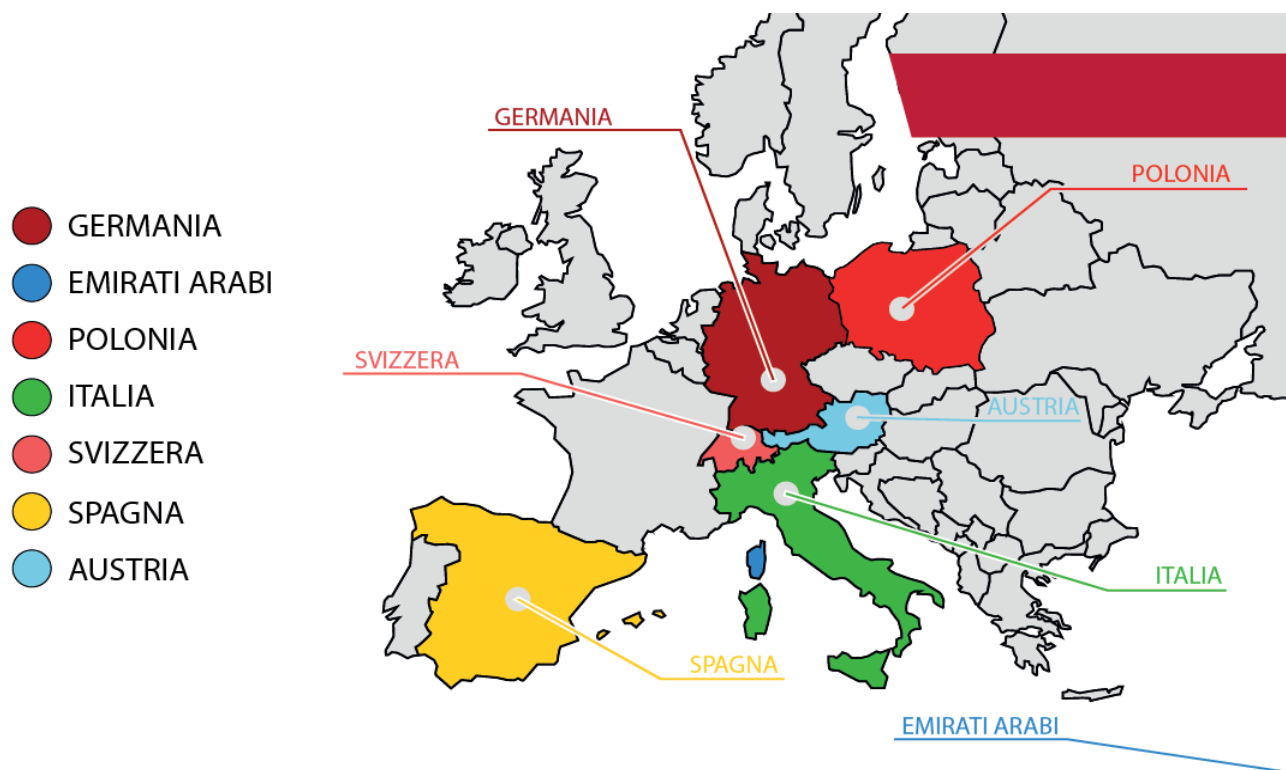 GERMANIA
POLONIA
GERMANIA
EMIRATI ARABI
POLONIA
SVIZZERA
ITALIA
AUSTRIA
SVIZZERA
SPAGNA
AUSTRIA
ITALIA
SPAGNA
EMIRATI ARABI